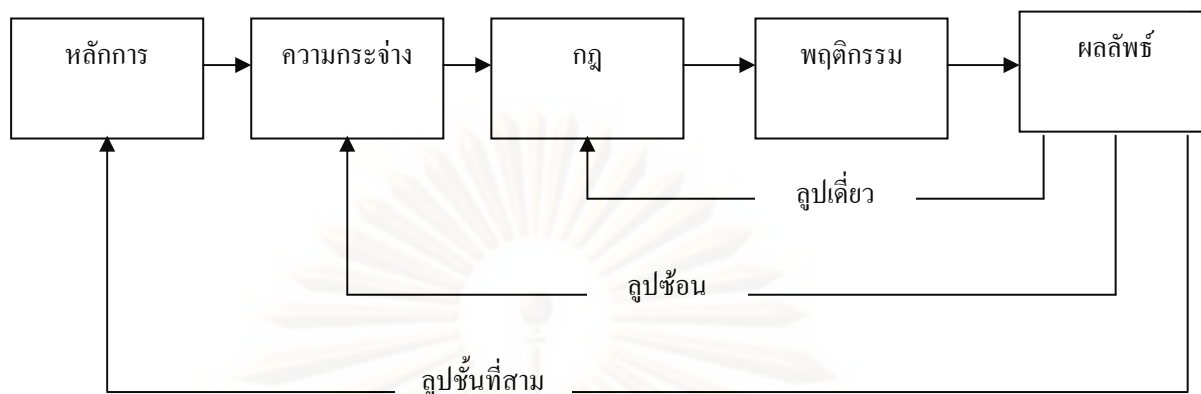 หลักการ
ความกระจ่าง
กฎ
พฤติกรรม
ผลลัพธ์
ลูปเดี่ยว
ลูปซ้อน
ลูปชั้นที่สาม